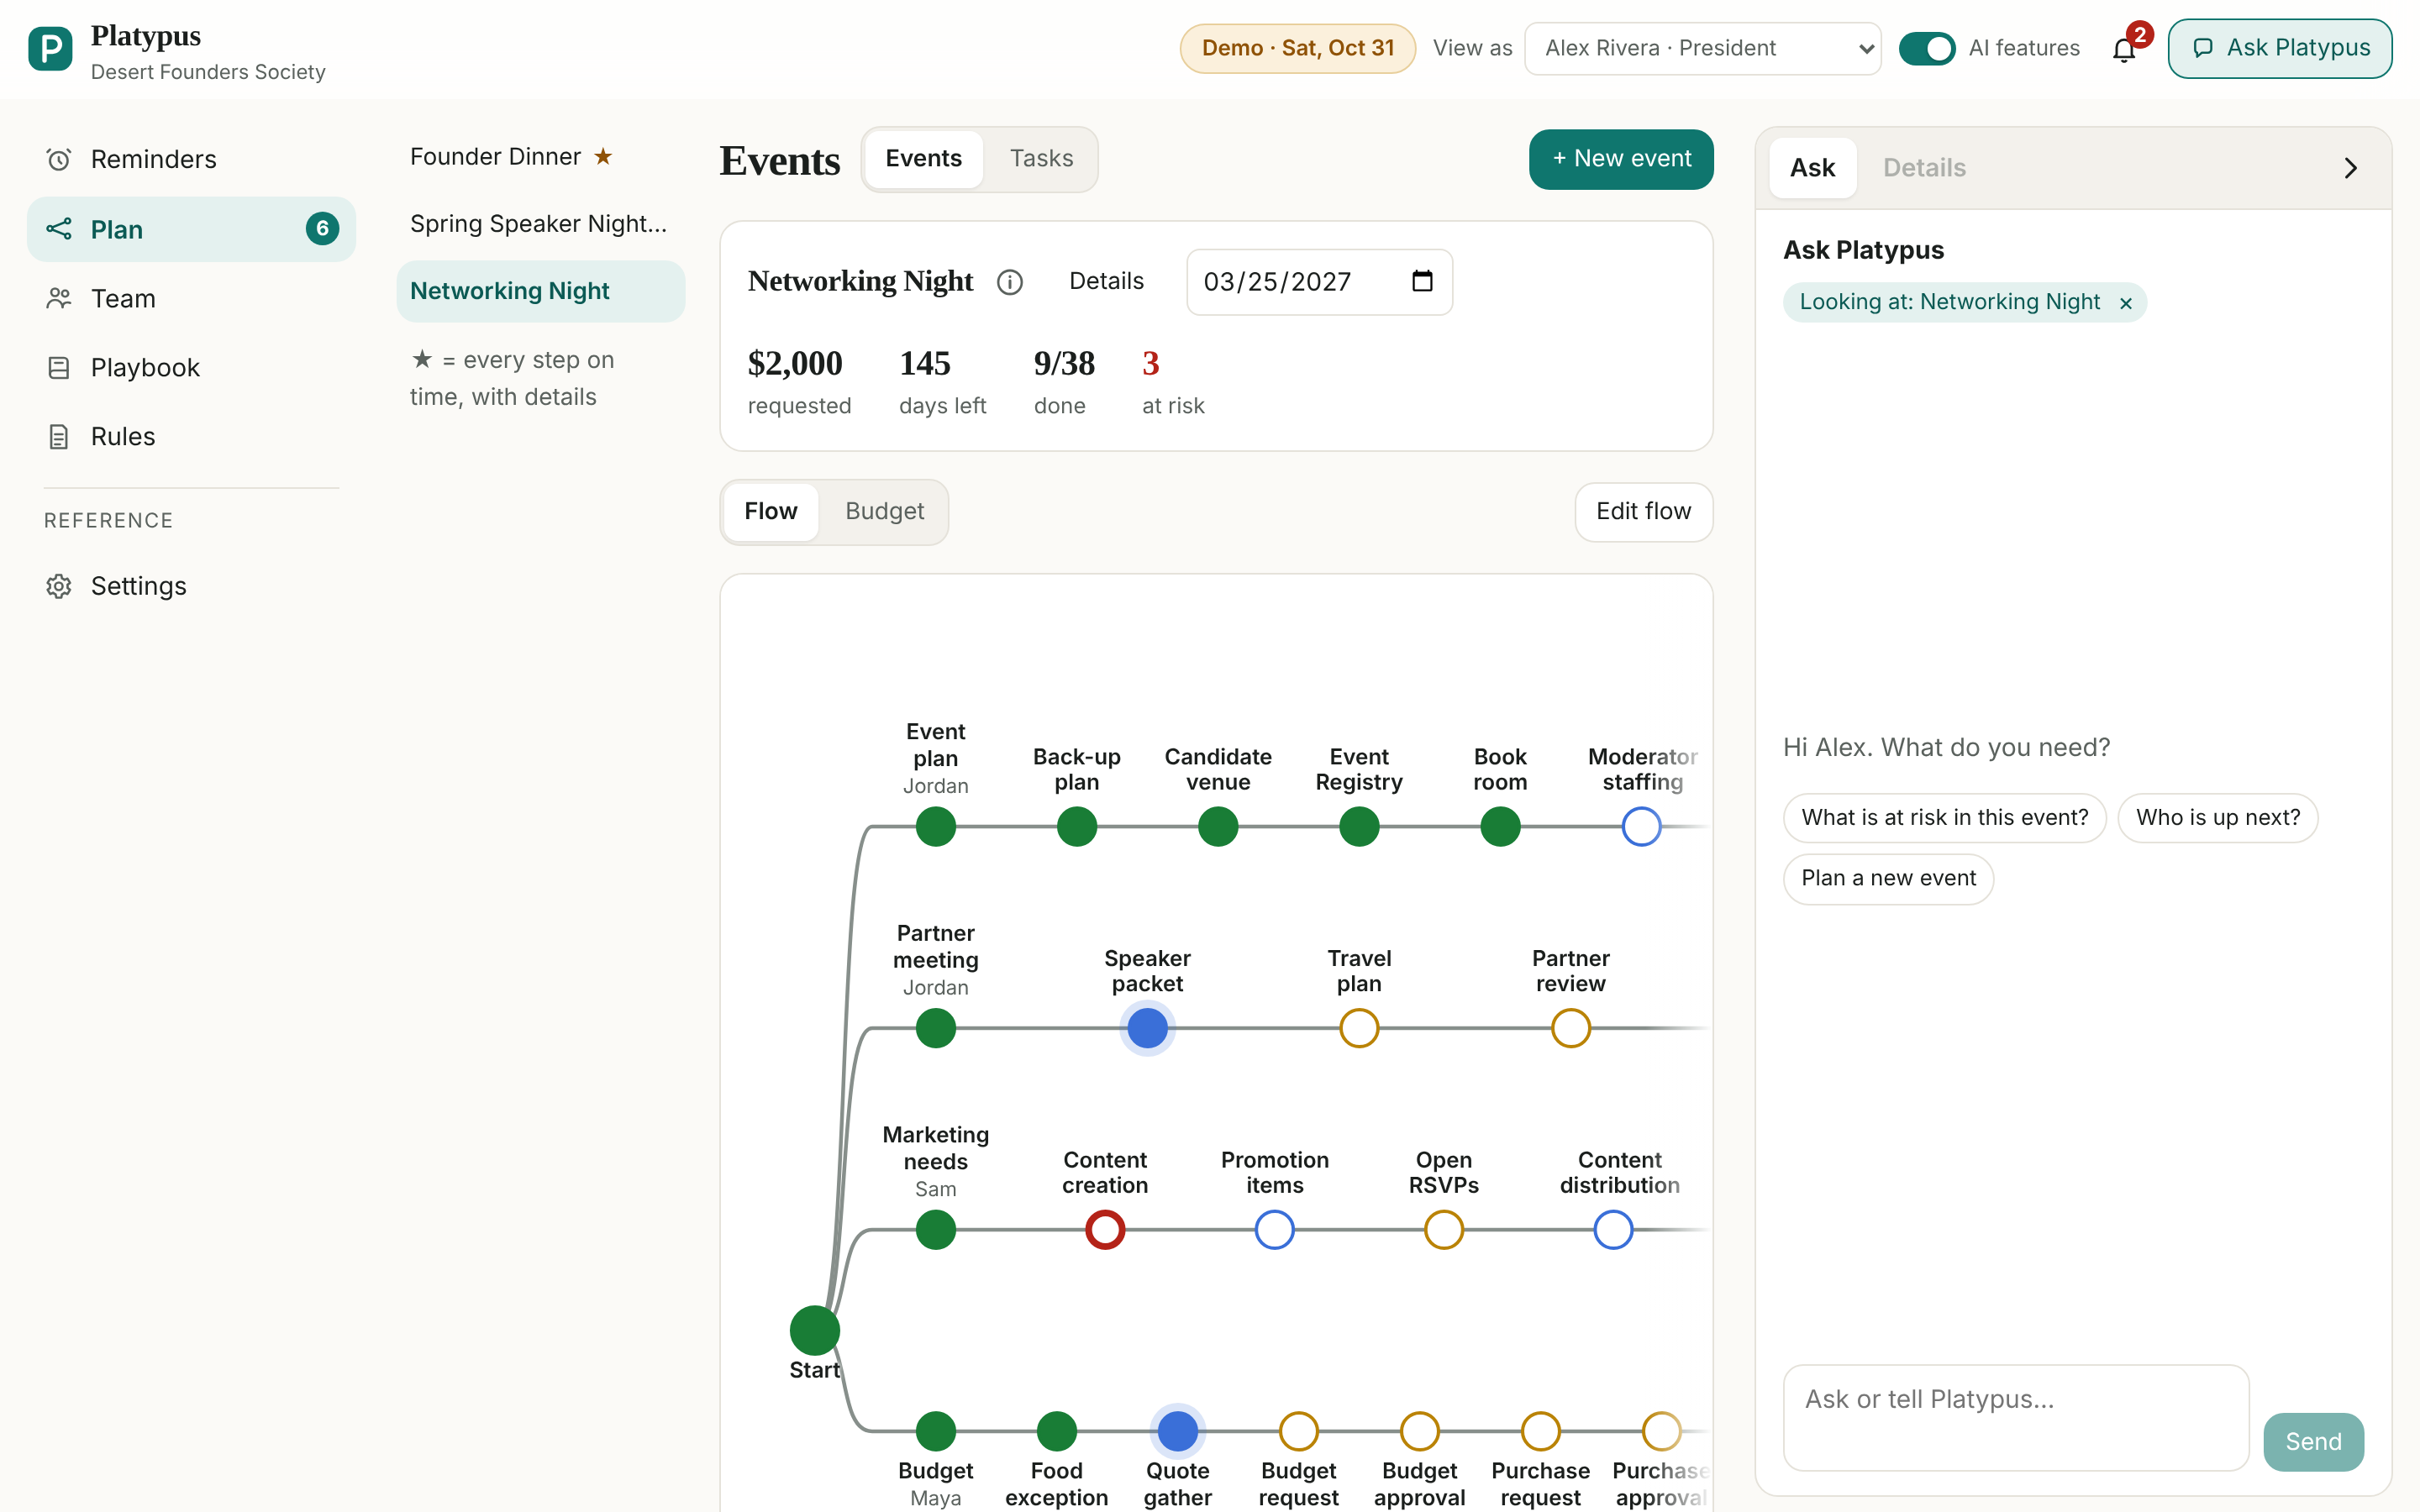 Platypus
Desert Founders Society
Demo · Sat, Oct 31
View as
Alex Rivera · President
AI features
2
Ask Platypus
Reminders
Plan
6
Team
Playbook
Rules
REFERENCE
Settings
Founder Dinner ★
Spring Speaker Night...
Networking Night
★ = every step on
time, with details
Events
Events
Tasks
+ New event
Networking Night
Details
03/25/2027
$2,000
requested
145
days left
9/38
done
3
at risk
Flow
Budget
Edit flow
Event
plan
Jordan
Back-up
plan
Candidate
venue
Event
Registry
Book
room
Moderator
staffing
Partner
meeting
Jordan
Speaker
packet
Travel
plan
Partner
review
Marketing
needs
Sam
Content
creation
Promotion
items
Open
RSVPs
Content
distribution
Start
Budget
Maya
Food
exception
Quote
gather
Budget
request
Budget
approval
Purchase
request
Purchase
approval
Ask
Details
Ask Platypus
Looking at: Networking Night ×
Hi Alex. What do you need?
What is at risk in this event?
Who is up next?
Plan a new event
Ask or tell Platypus...
Send